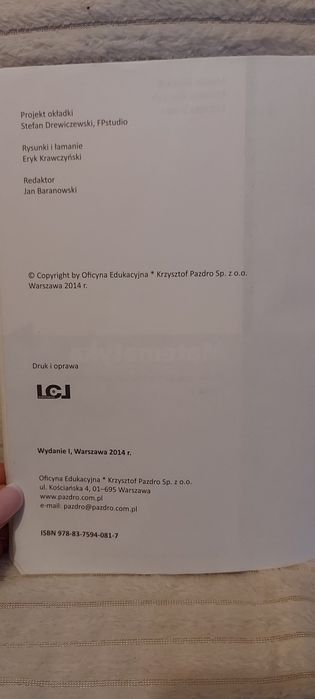 Projekt okładki
Stefan Drewiczewski, FPstudio
Rysunki i łamanie
Eryk Krawczyński
Redaktor
Jan Baranowski
© Copyright by Oficyna Edukacyjna * Krzysztof Pazdro Sp. z o.o.
Warszawa 2014 r.
Druk i oprawa
LCL
Wydanie I, Warszawa 2014 r.
Oficyna Edukacyjna * Krzysztof Pazdro Sp. z o.o.
ul. Kościańska 4, 01–695 Warszawa
www.pazdro.com.pl
e-mail: pazdro@pazdro.com.pl
ISBN 978-83-7594-081-7